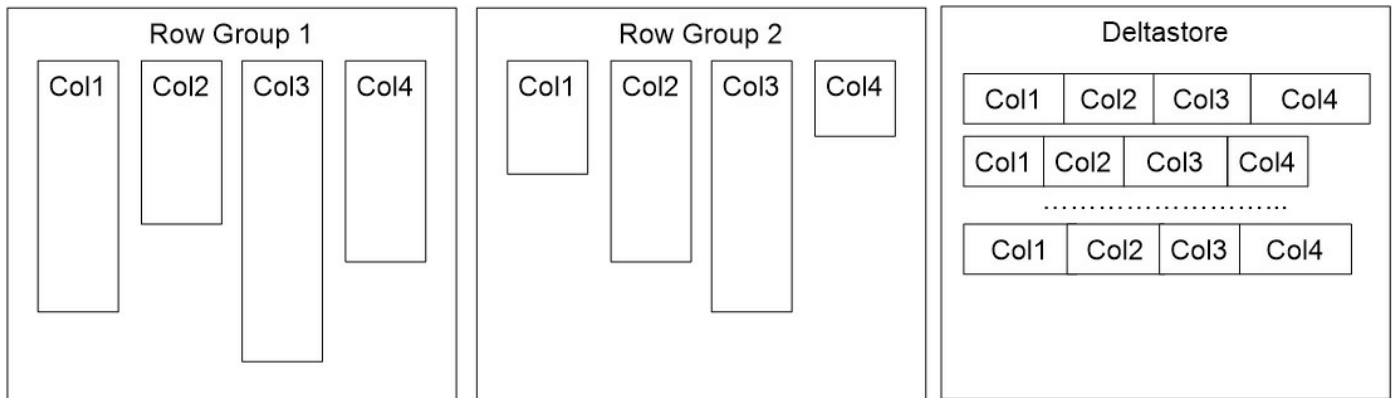 Row Group 1
Col1 Col2 Col3 Col4
Row Group 2
Col1 Col2 Col3 Col4
Deltastore
Col1 Col2 Col3 Col4
Col1 Col2 Col3 Col4
...........................
Col1 Col2 Col3 Col4